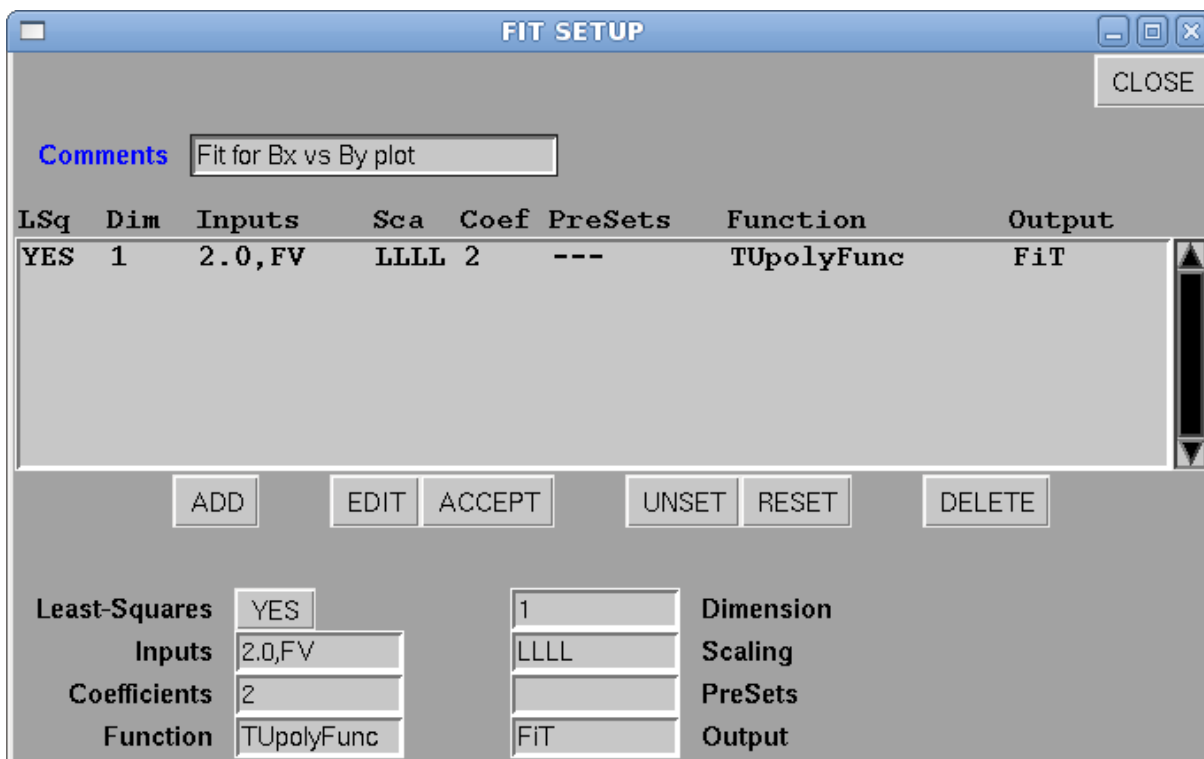 FIT SETUP
CLOSE
Comments Fit for Bx vs By plot
LSq Dim Inputs Sca Coef PreSets Function Output
YES 1 2.0,FV LLLL 2 --- TUpolyFunc FiT
ADD EDIT ACCEPT UNSET RESET DELETE
Least-Squares YES 1 Dimension
Inputs 2.0,FV LLLL Scaling
Coefficients 2 PreSets
Function TUpolyFunc FiT Output